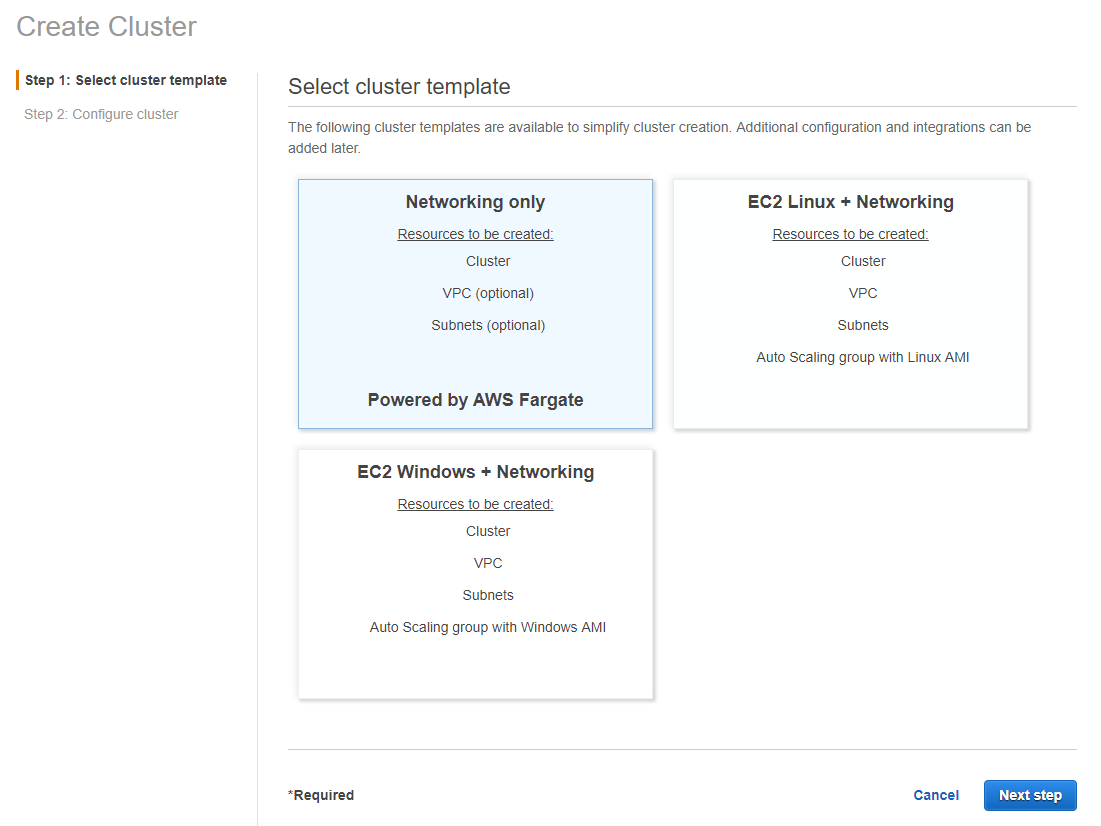 Create Cluster
Step 1: Select cluster template
Step 2: Configure cluster
Select cluster template
The following cluster templates are available to simplify cluster creation. Additional configuration and integrations can be
added later.
Networking only
Resources to be created:
Cluster
VPC (optional)
Subnets (optional)
Powered by AWS Fargate
EC2 Linux + Networking
Resources to be created:
Cluster
VPC
Subnets
Auto Scaling group with Linux AMI
EC2 Windows + Networking
Resources to be created:
Cluster
VPC
Subnets
Auto Scaling group with Windows AMI
*Required
Cancel
Next step